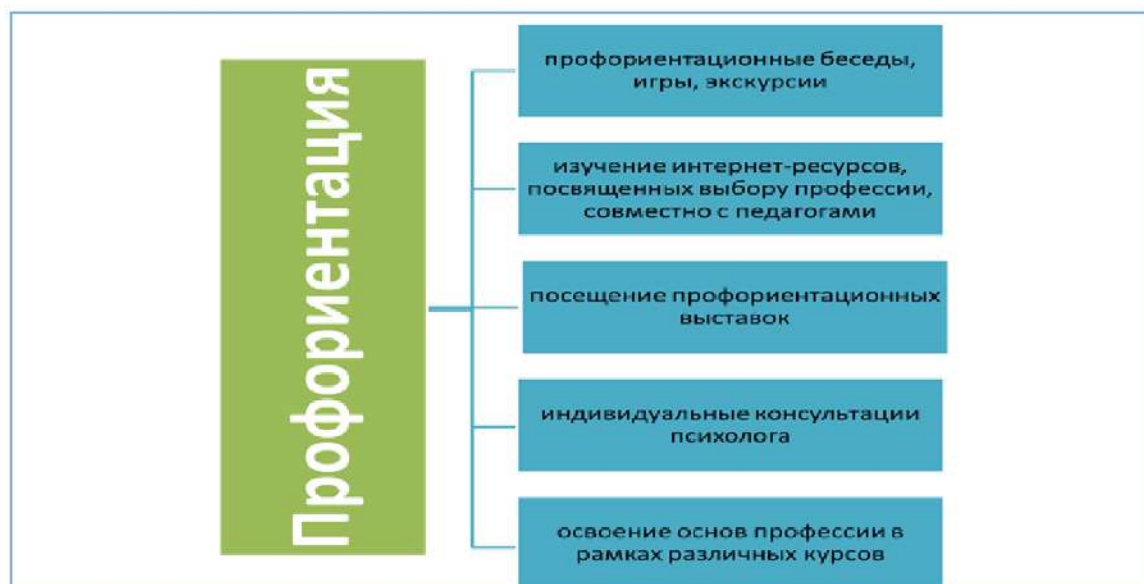 Профориентация
профориентационные беседы,
игры, экскурсии
изучение интернет-ресурсов,
посвященных выбору профессии,
совместно с педагогами
посещение профориентационных
выставок
индивидуальные консультации
психолога
освоение основ профессии в
рамках различных курсов